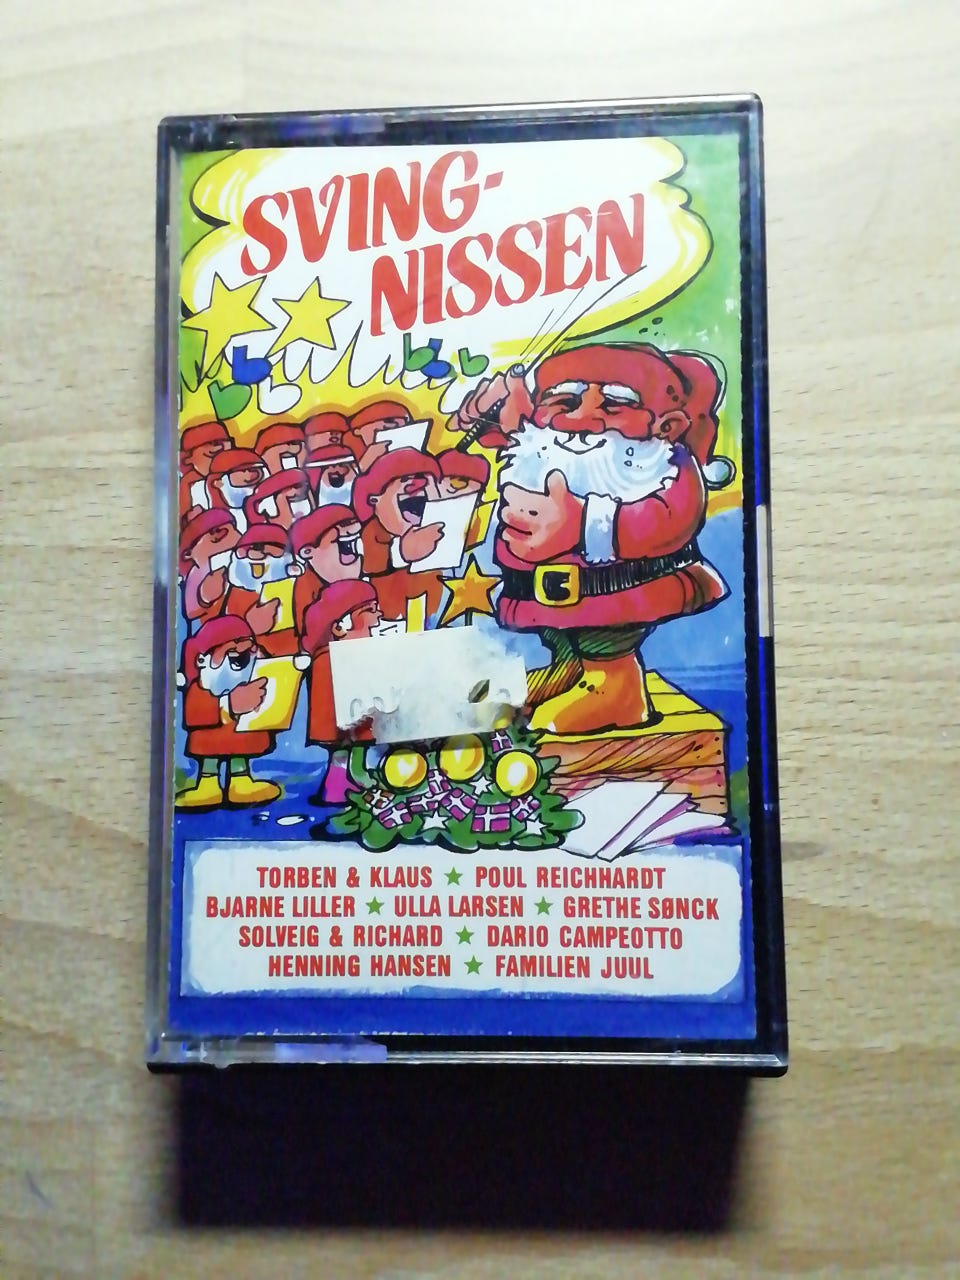 SVING-
NISSEN
TORBEN & KLAUS ★ POUL REICHHARDT
BJARNE LILLER ★ ULLA LARSEN ★ GRETHE SØNCK
SOLVEIG & RICHARD ★ DARIO CAMPEOTTO
HENNING HANSEN ★ FAMILIEN JUUL